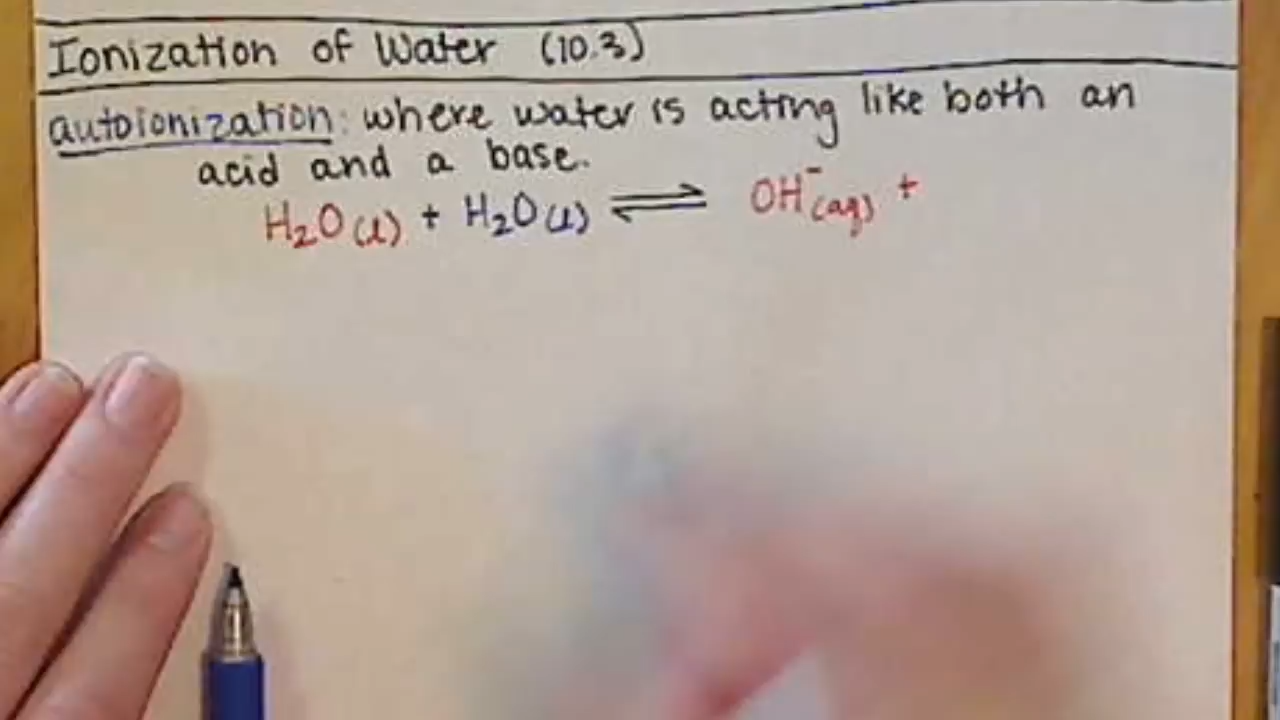 Ionization of Water (10.3)
autoionization: where water is acting like both an
acid and a base.
H₂O(l) + H₂O(l) ⇌ OH⁻(aq) +